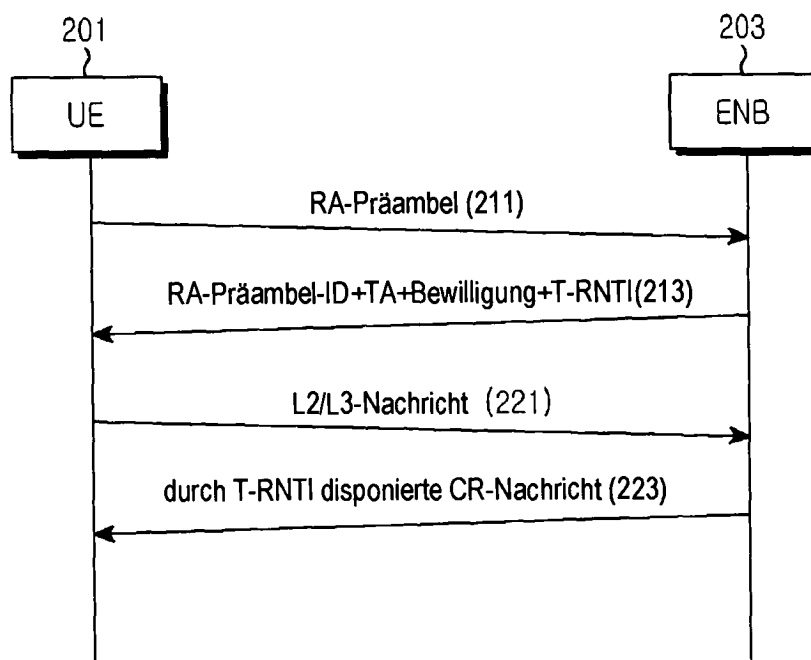 201
203
UE
ENB
RA-Präambel (211)
RA-Präambel-ID+TA+Bewilligung+T-RNTI(213)
L2/L3-Nachricht (221)
durch T-RNTI disponierte CR-Nachricht (223)